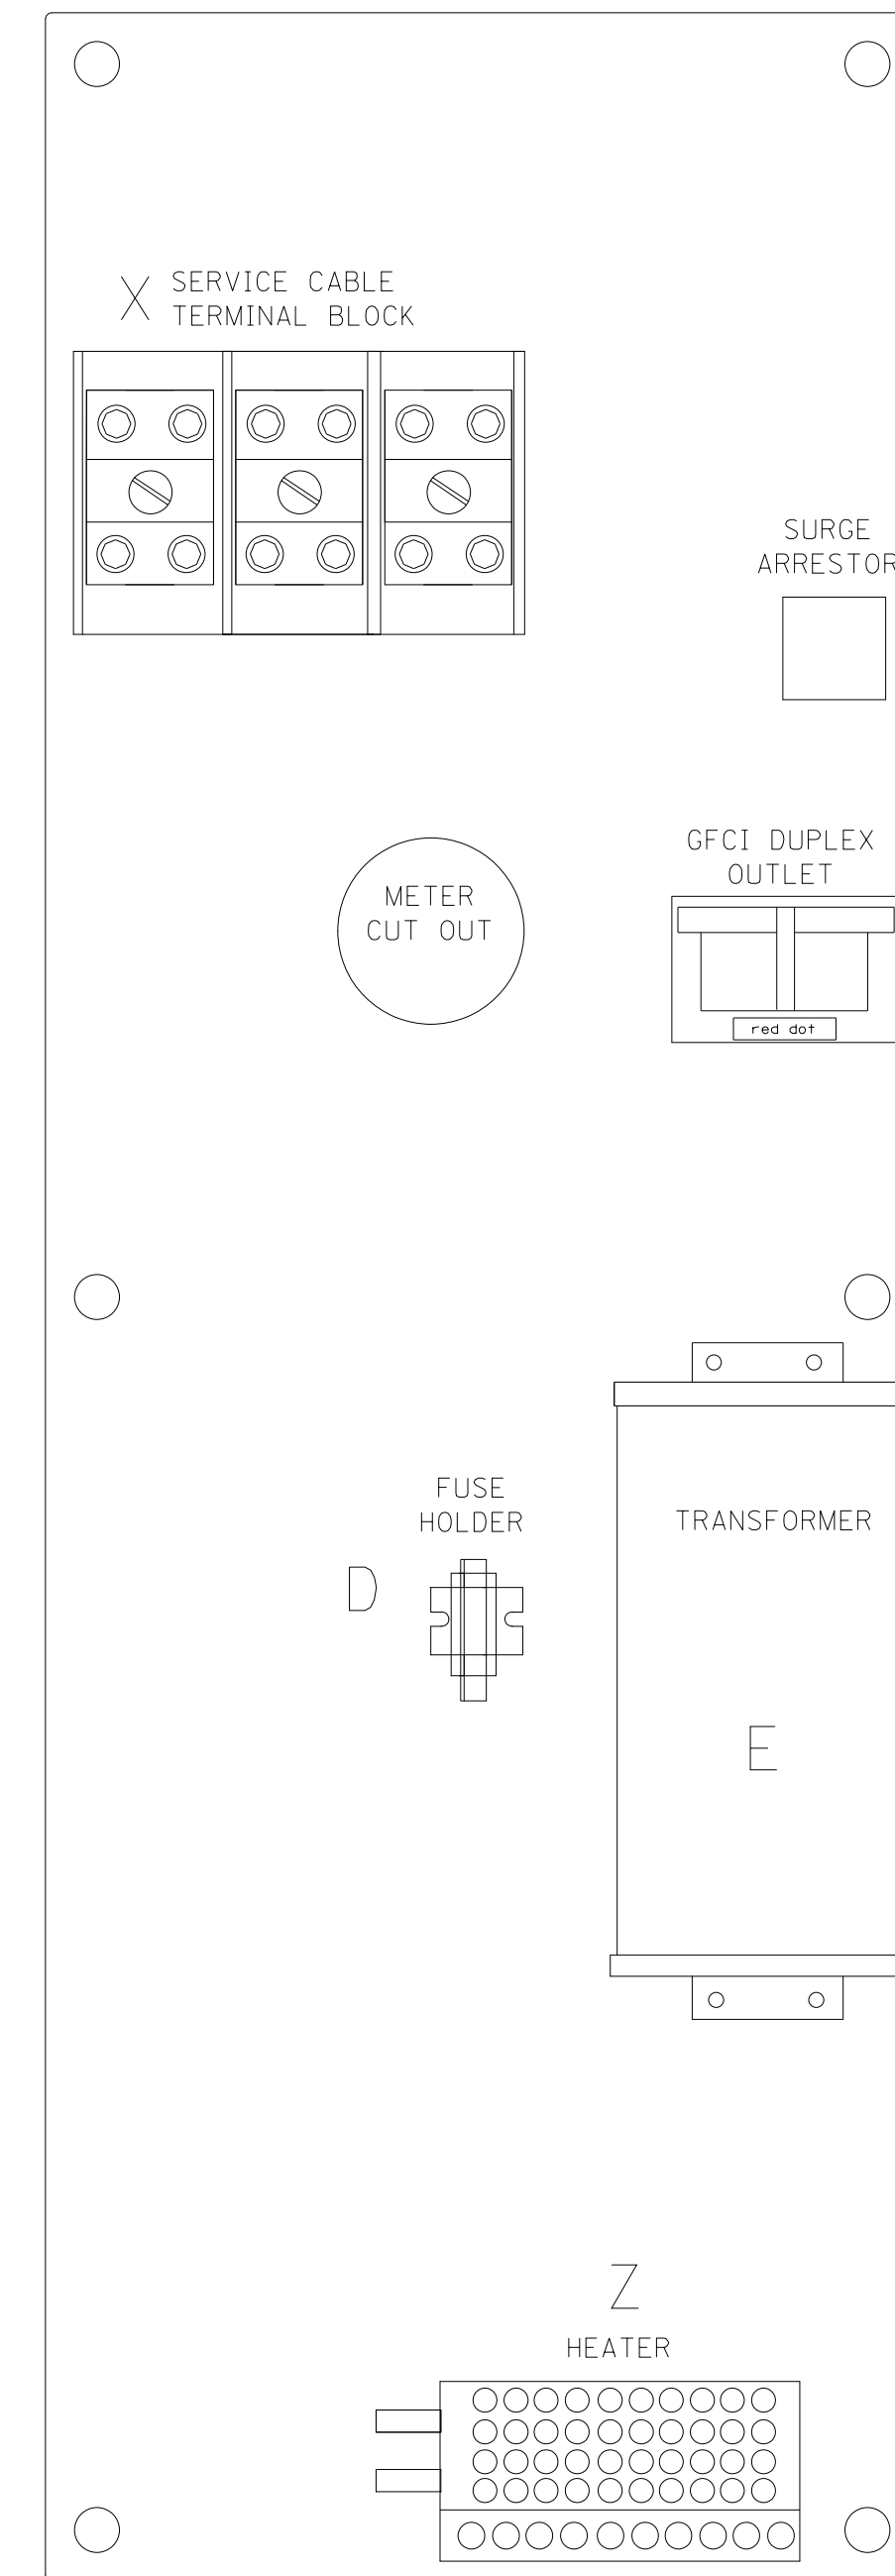 X SERVICE CABLE
TERMINAL BLOCK
SURGE
ARRESTOR
METER
CUT OUT
GFCI DUPLEX
OUTLET
red dot
FUSE
HOLDER
D
TRANSFORMER
E
Z
HEATER